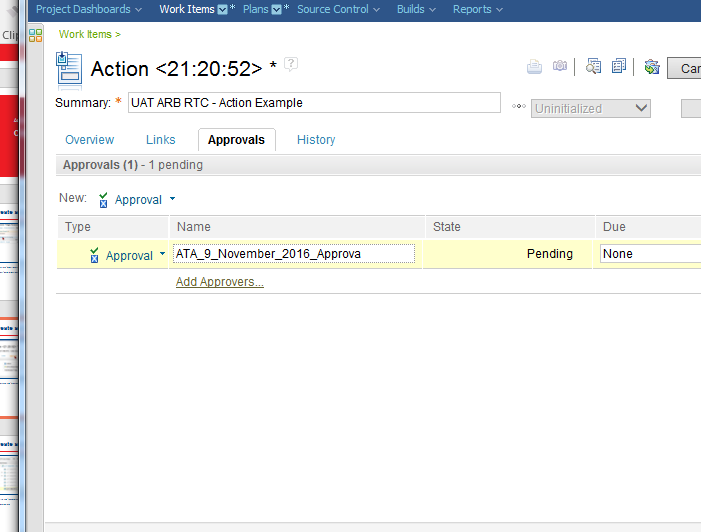 Project Dashboards Work Items * Plans * Source Control Builds Reports
Work Items >
Action <21:20:52> * ?
Can
Summary: * UAT ARB RTC - Action Example
Uninitialized
Overview Links Approvals History
Approvals (1) - 1 pending
New: Approval
Type Name State Due
Approval ATA_9_November_2016_Approva Pending None
Add Approvers...